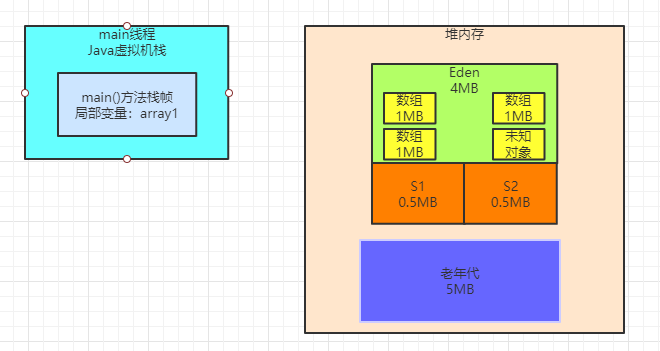 main线程
Java虚拟机栈
main()方法栈帧
局部变量：array1
堆内存
Eden
4MB
数组
1MB
数组
1MB
数组
1MB
未知
对象
S1
0.5MB
S2
0.5MB
老年代
5MB